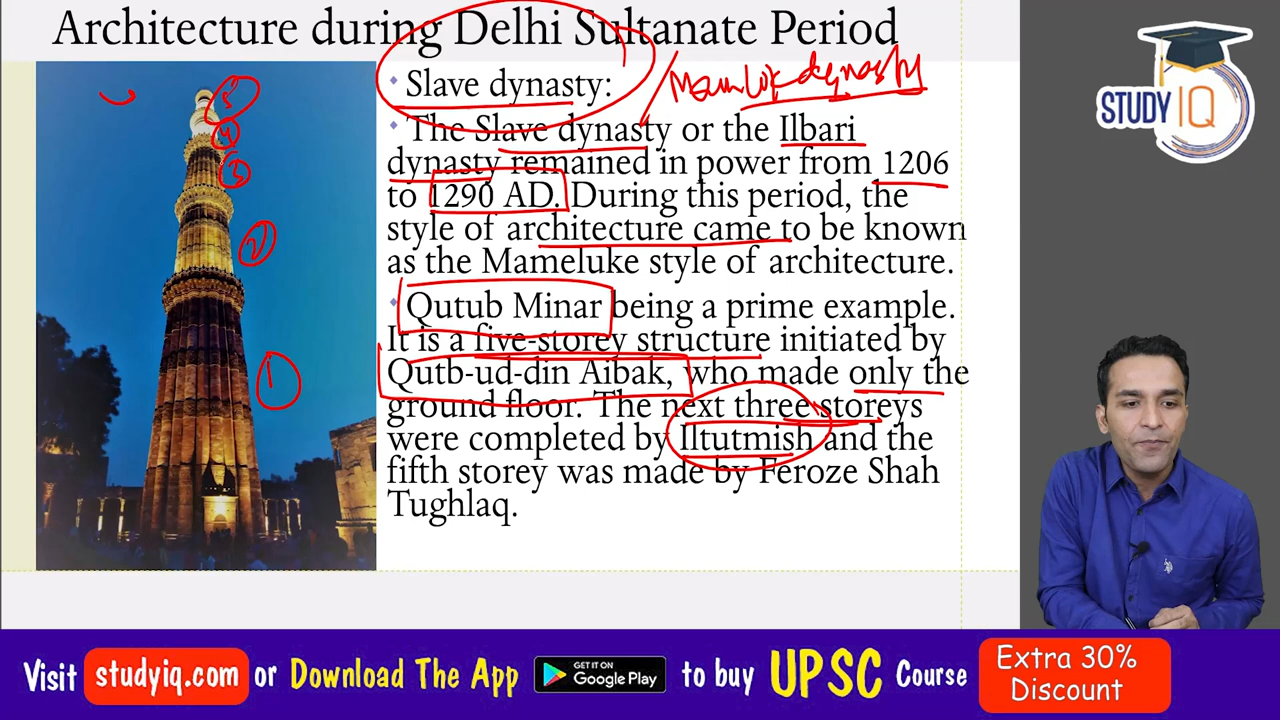 Architecture during Delhi Sultanate Period
• Slave dynasty:
Mamluk dynasty
• The Slave dynasty or the Ilbari
dynasty remained in power from 1206
to 1290 AD. During this period, the
style of architecture came to be known
as the Mameluke style of architecture.
• Qutub Minar being a prime example.
It is a five-storey structure initiated by
Qutb-ud-din Aibak, who made only the
ground floor. The next three storeys
were completed by Iltutmish and the
fifth storey was made by Feroze Shah
Tughlaq.
5
4
3
2
1
STUDY IQ
Visit studyiq.com or Download The App GET IT ON Google Play to buy UPSC Course
Extra 30%
Discount